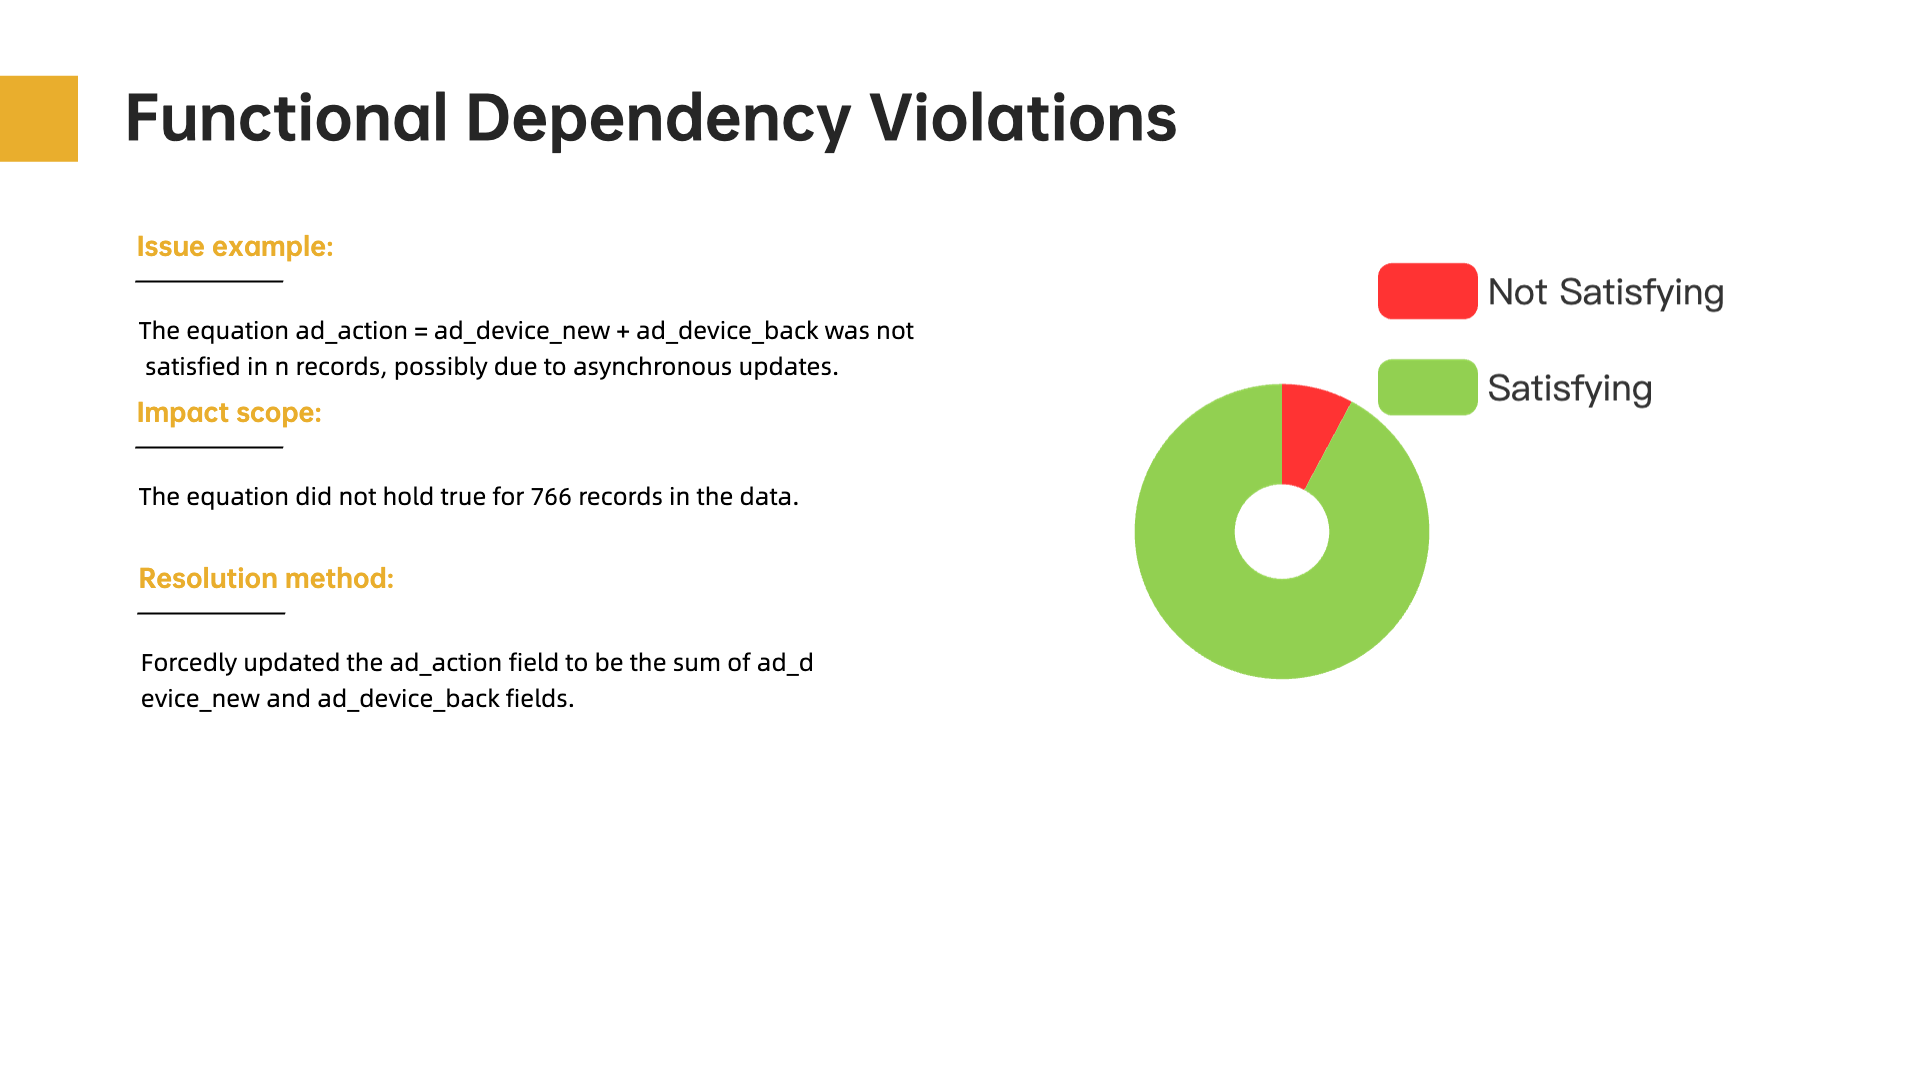 Functional Dependency Violations
Issue example:
The equation ad_action = ad_device_new + ad_device_back was not
satisfied in n records, possibly due to asynchronous updates.
Impact scope:
The equation did not hold true for 766 records in the data.
Resolution method:
Forcedly updated the ad_action field to be the sum of ad_d
evice_new and ad_device_back fields.
Not Satisfying
Satisfying